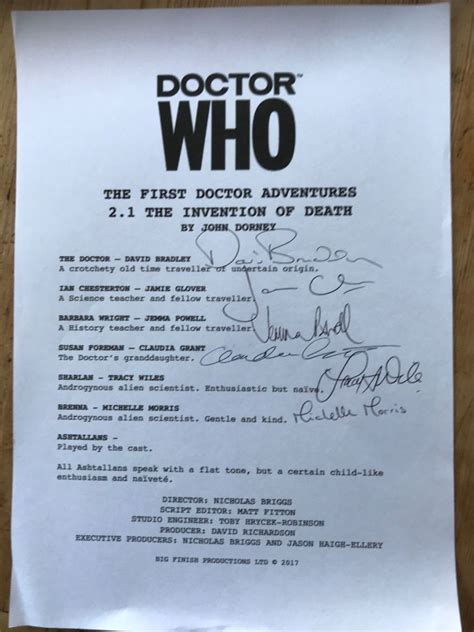 DOCTOR™
WHO
THE FIRST DOCTOR ADVENTURES
2.1 THE INVENTION OF DEATH
BY JOHN DORNEY
David Bradley
THE DOCTOR – DAVID BRADLEY
A crotchety old time traveller of uncertain origin.
IAN CHESTERTON – JAMIE GLOVER
A Science teacher and fellow traveller.
BARBARA WRIGHT – JEMMA POWELL
Jemma Powell
A History teacher and fellow traveller.
SUSAN FOREMAN – CLAUDIA GRANT
The Doctor's granddaughter.
SHARLAN - TRACY WILES
Androgynous alien scientist. Enthusiastic but naïve.
BRENNA - MICHELLE MORRIS
Androgynous alien scientist. Gentle and kind.
Michelle Morris
ASHTALLANS -
Played by the cast.
All Ashtallans speak with a flat tone, but a certain child-like
enthusiasm and naïveté.
DIRECTOR: NICHOLAS BRIGGS
SCRIPT EDITOR: MATT FITTON
STUDIO ENGINEER: TOBY HRYCEK-ROBINSON
PRODUCER: DAVID RICHARDSON
EXECUTIVE PRODUCERS: NICHOLAS BRIGGS AND JASON HAIGH-ELLERY
BIG FINISH PRODUCTIONS LTD © 2017